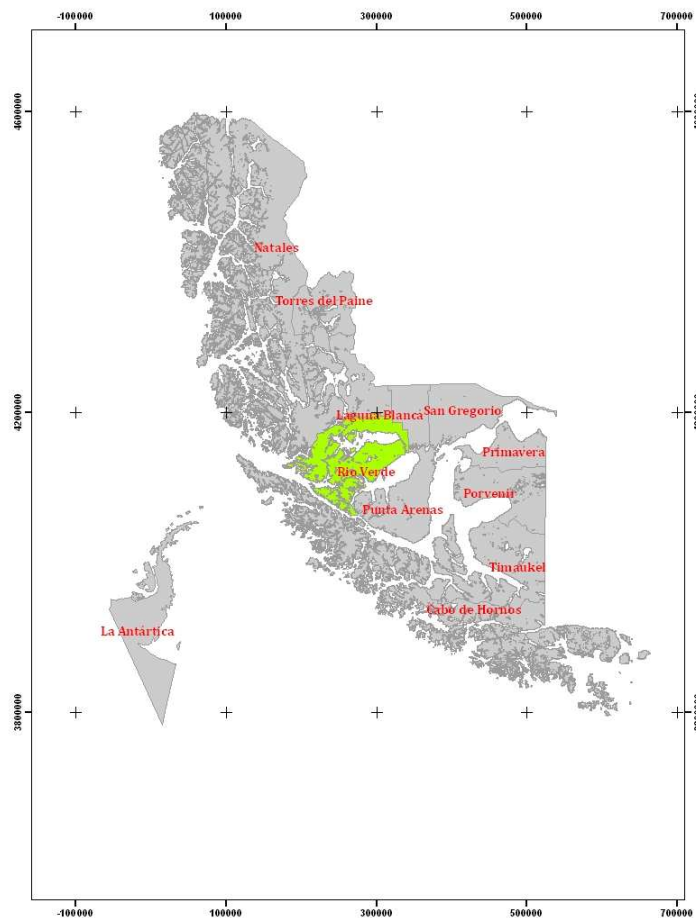 -100000 100000 300000 500000 700000
4600000
Natales
Torres del Paine
4200000
Laguna Blanca
San Gregorio
Primavera
Rio Verde
Porvenir
Punta Arenas
Timaukel
Cabo de Hornos
La Antártica
3800000
-100000 100000 300000 500000 700000